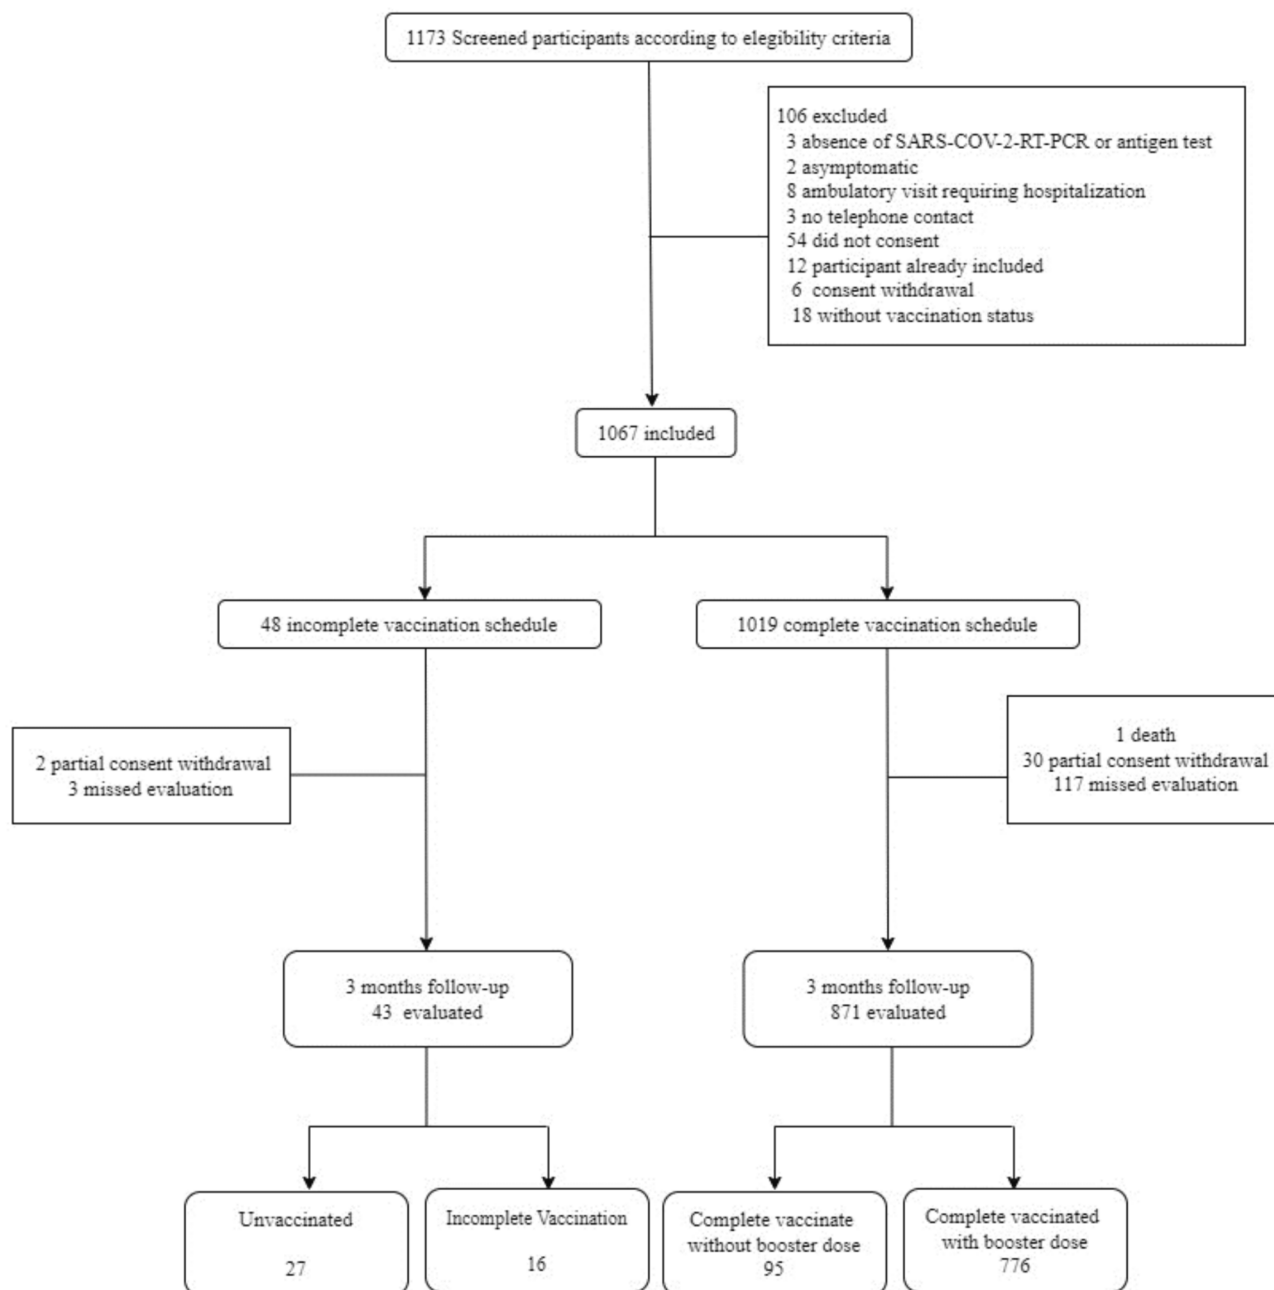 1173 Screened participants according to elegibility criteria
106 excluded
3 absence of SARS-COV-2-RT-PCR or antigen test
2 asymptomatic
8 ambulatory visit requiring hospitalization
3 no telephone contact
54 did not consent
12 participant already included
6 consent withdrawal
18 without vaccination status
1067 included
48 incomplete vaccination schedule
1019 complete vaccination schedule
2 partial consent withdrawal
3 missed evaluation
1 death
30 partial consent withdrawal
117 missed evaluation
3 months follow-up
43 evaluated
3 months follow-up
871 evaluated
Unvaccinated
27
Incomplete Vaccination
16
Complete vaccinate
without booster dose
95
Complete vaccinated
with booster dose
776